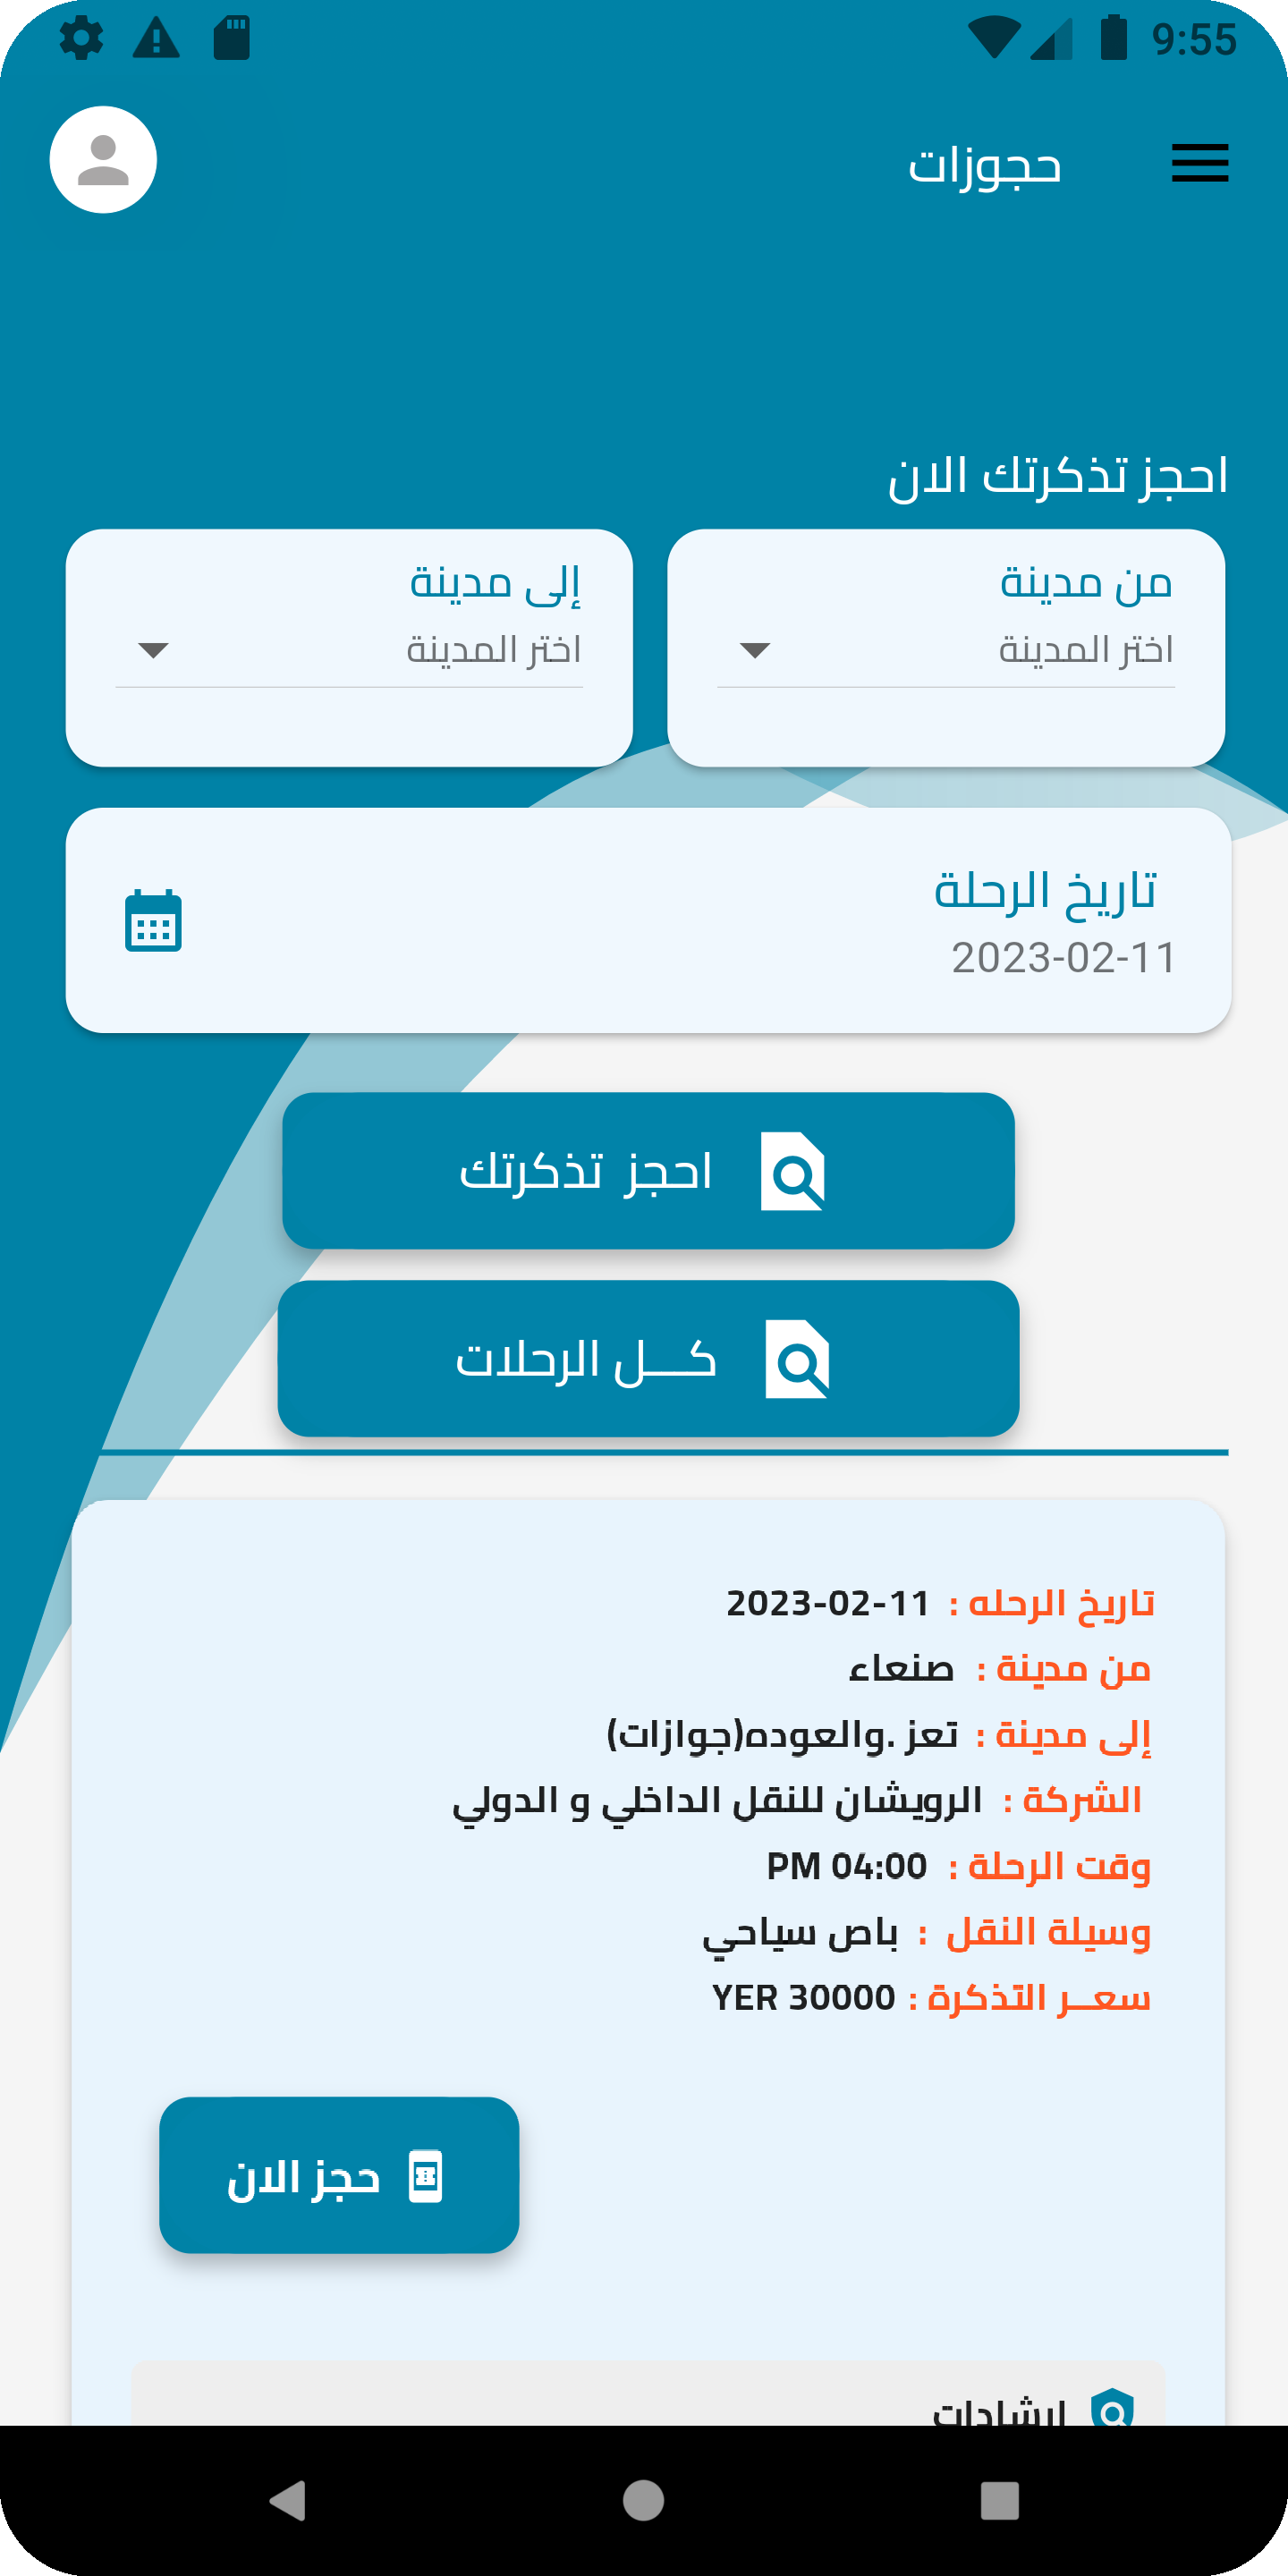 9:55
حجوزات
احجز تذكرتك الان
من مدينة
اختر المدينة
إلى مدينة
اختر المدينة
تاريخ الرحلة
2023-02-11
احجز تذكرتك
كـــل الرحلات
تاريخ الرحله : 2023-02-11
من مدينة : صنعاء
إلى مدينة : تعز .والعوده(جوازات)
الشركة : الرويشان للنقل الداخلي و الدولي
وقت الرحلة : 04:00 PM
وسيلة النقل : باص سياحي
سعــر التذكرة : 30000 YER
حجز الان
ارشادات